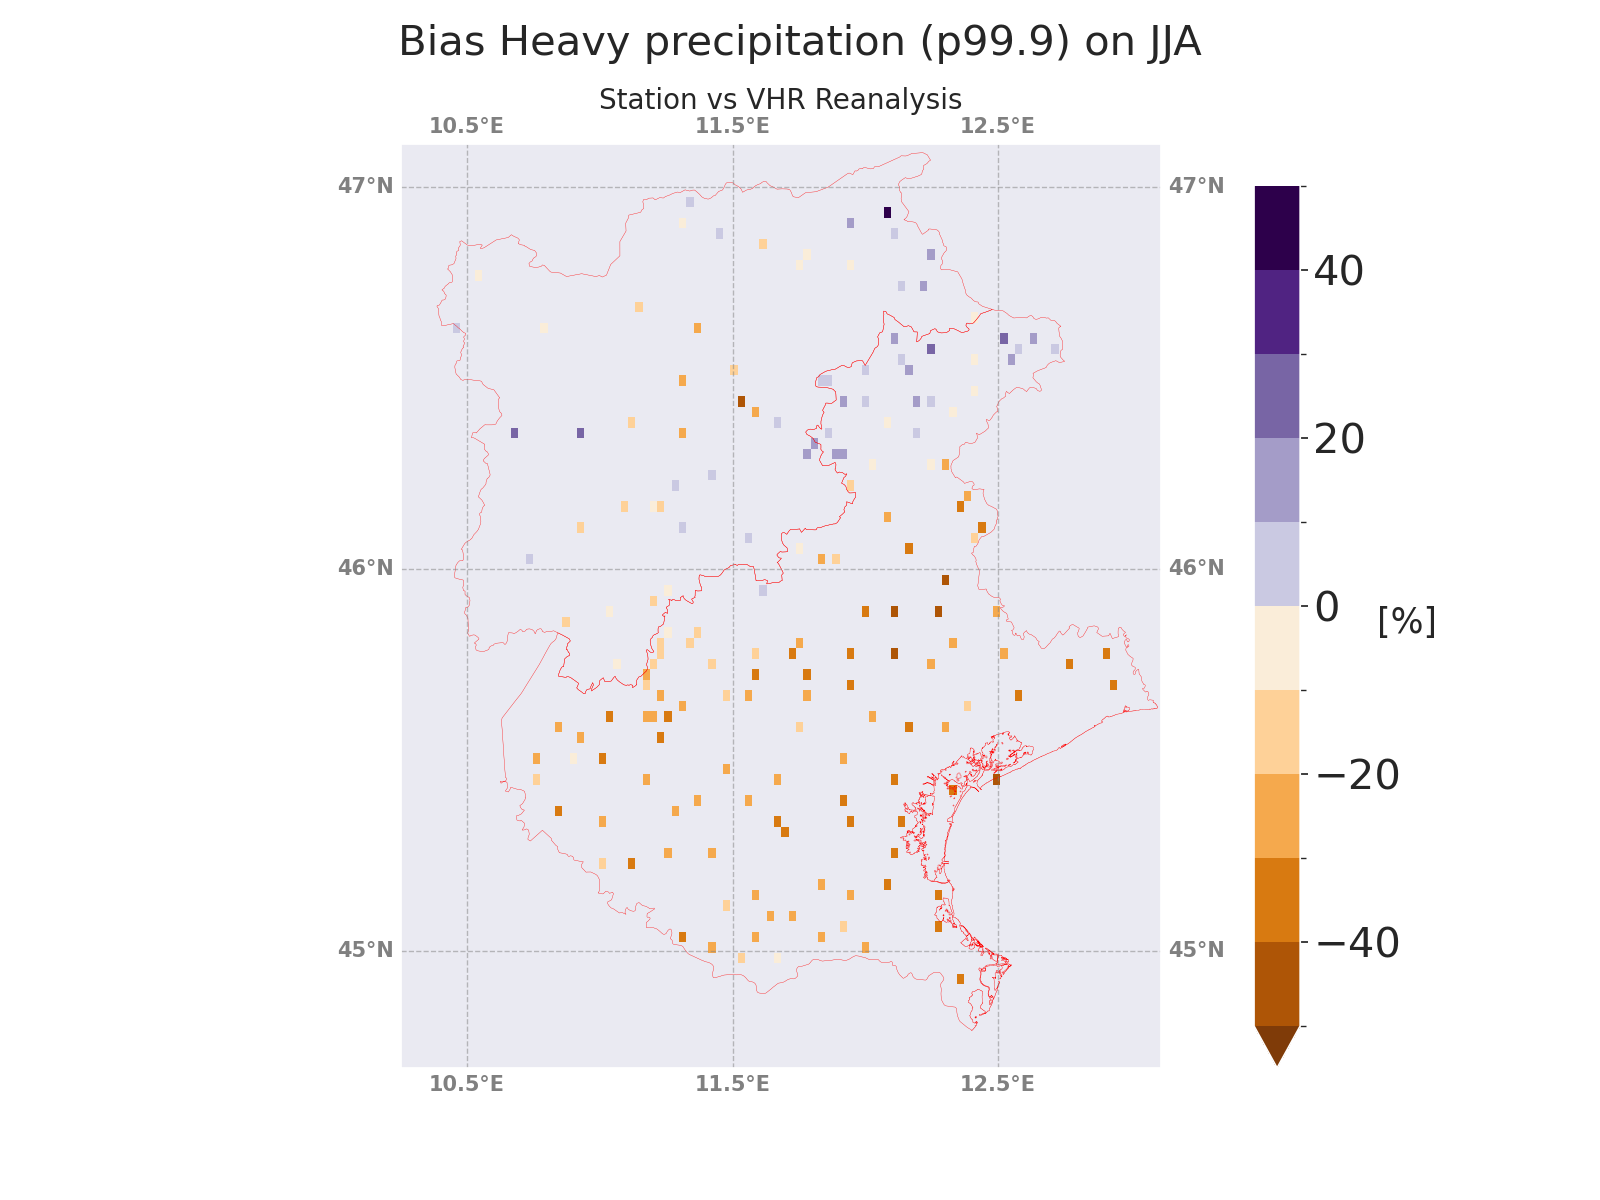 Bias Heavy precipitation (p99.9) on JJA
Station vs VHR Reanalysis
10.5°E 11.5°E 12.5°E
47°N 47°N
40
20
46°N 46°N
0
[%]
−20
−40
45°N 45°N
10.5°E 11.5°E 12.5°E